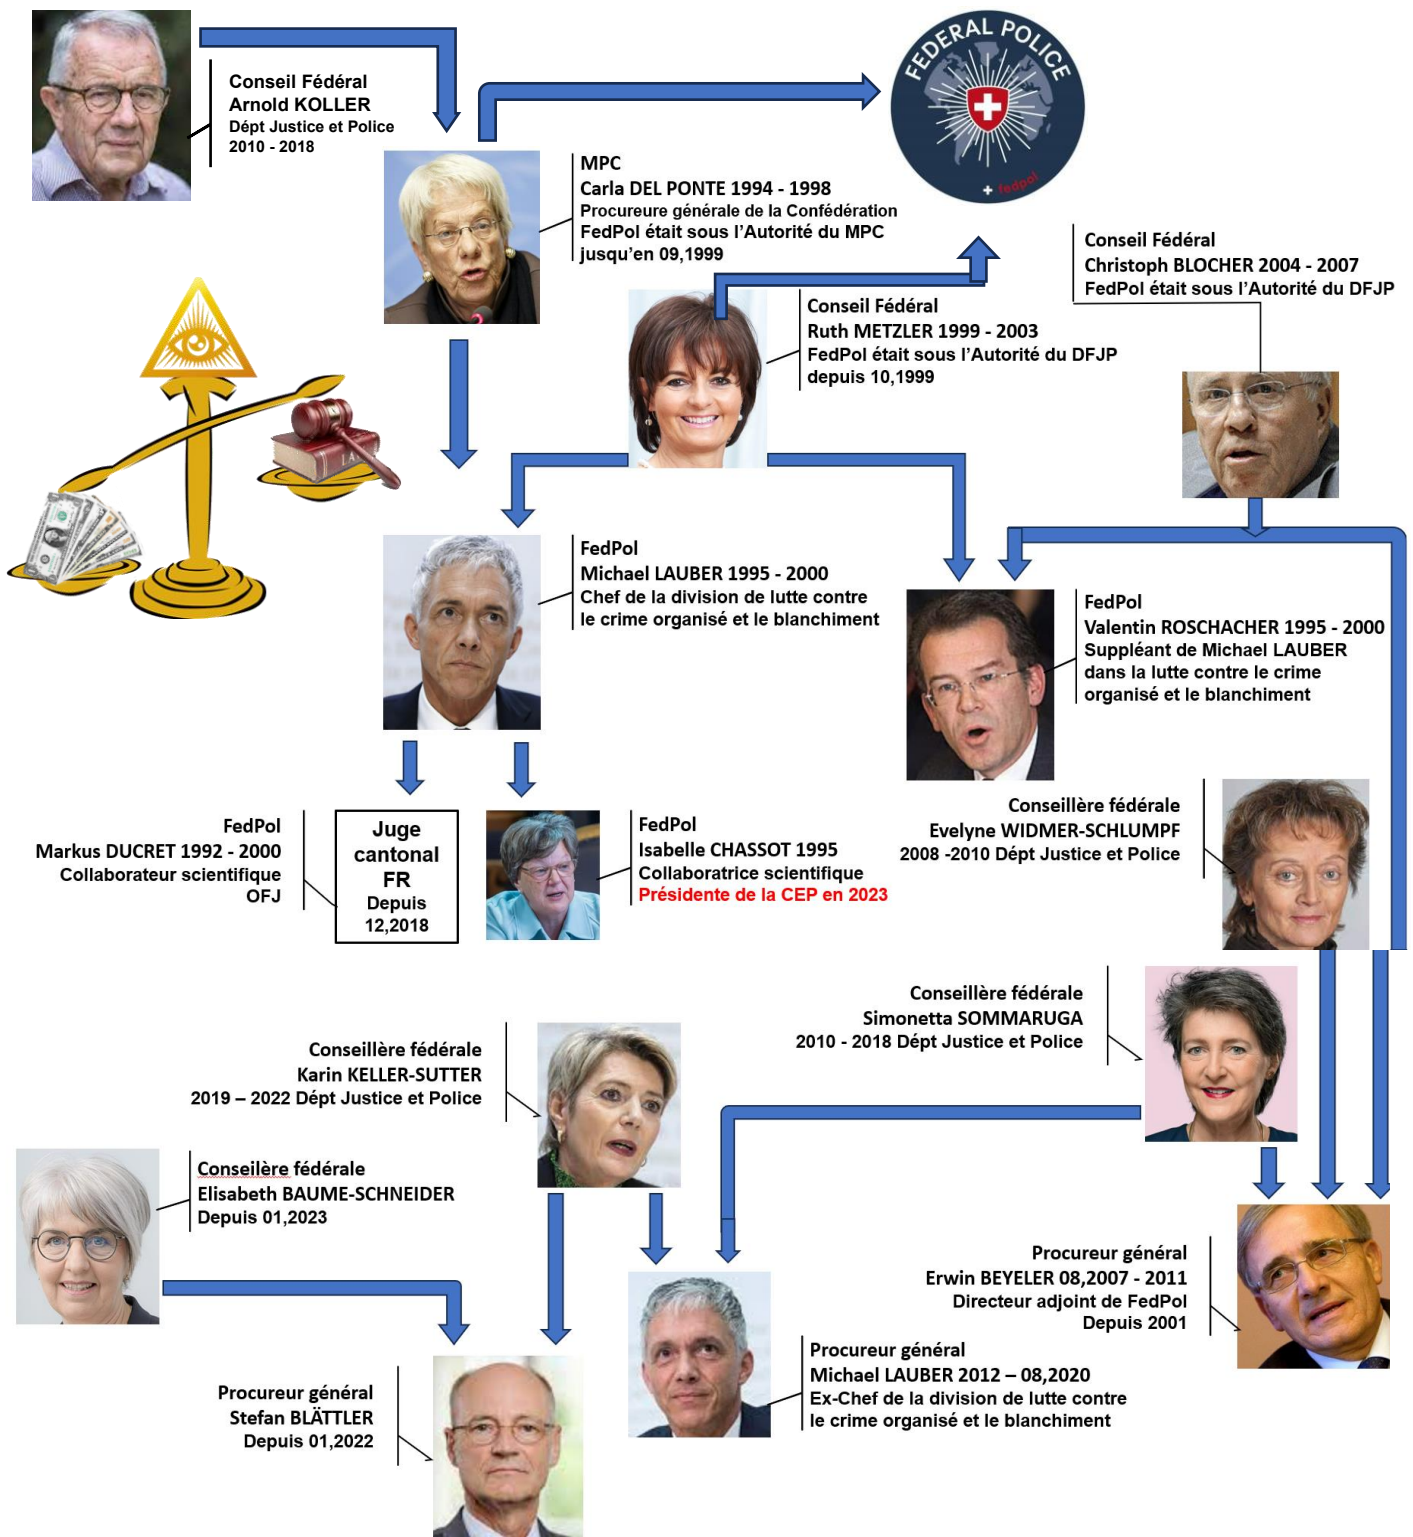 Conseil Fédéral
Arnold KOLLER
Dépt Justice et Police
2010 - 2018
FEDERAL POLICE
fedpol
MPC
Carla DEL PONTE 1994 - 1998
Procureure générale de la Confédération
FedPol était sous l'Autorité du MPC
jusqu'en 09,1999
Conseil Fédéral
Christoph BLOCHER 2004 - 2007
FedPol était sous l'Autorité du DFJP
Conseil Fédéral
Ruth METZLER 1999 - 2003
FedPol était sous l'Autorité du DFJP
depuis 10,1999
FedPol
Michael LAUBER 1995 - 2000
Chef de la division de lutte contre
le crime organisé et le blanchiment
FedPol
Valentin ROSCHACHER 1995 - 2000
Suppléant de Michael LAUBER
dans la lutte contre le crime
organisé et le blanchiment
FedPol
Markus DUCRET 1992 - 2000
Collaborateur scientifique
OFJ
Juge
cantonal
FR
Depuis
12,2018
FedPol
Isabelle CHASSOT 1995
Collaboratrice scientifique
Présidente de la CEP en 2023
Conseillère fédérale
Evelyne WIDMER-SCHLUMPF
2008 -2010 Dépt Justice et Police
Conseillère fédérale
Simonetta SOMMARUGA
2010 - 2018 Dépt Justice et Police
Conseillère fédérale
Karin KELLER-SUTTER
2019 – 2022 Dépt Justice et Police
Conseilère fédérale
Elisabeth BAUME-SCHNEIDER
Depuis 01,2023
Procureur général
Erwin BEYELER 08,2007 - 2011
Directeur adjoint de FedPol
Depuis 2001
Procureur général
Michael LAUBER 2012 – 08,2020
Ex-Chef de la division de lutte contre
le crime organisé et le blanchiment
Procureur général
Stefan BLÄTTLER
Depuis 01,2022